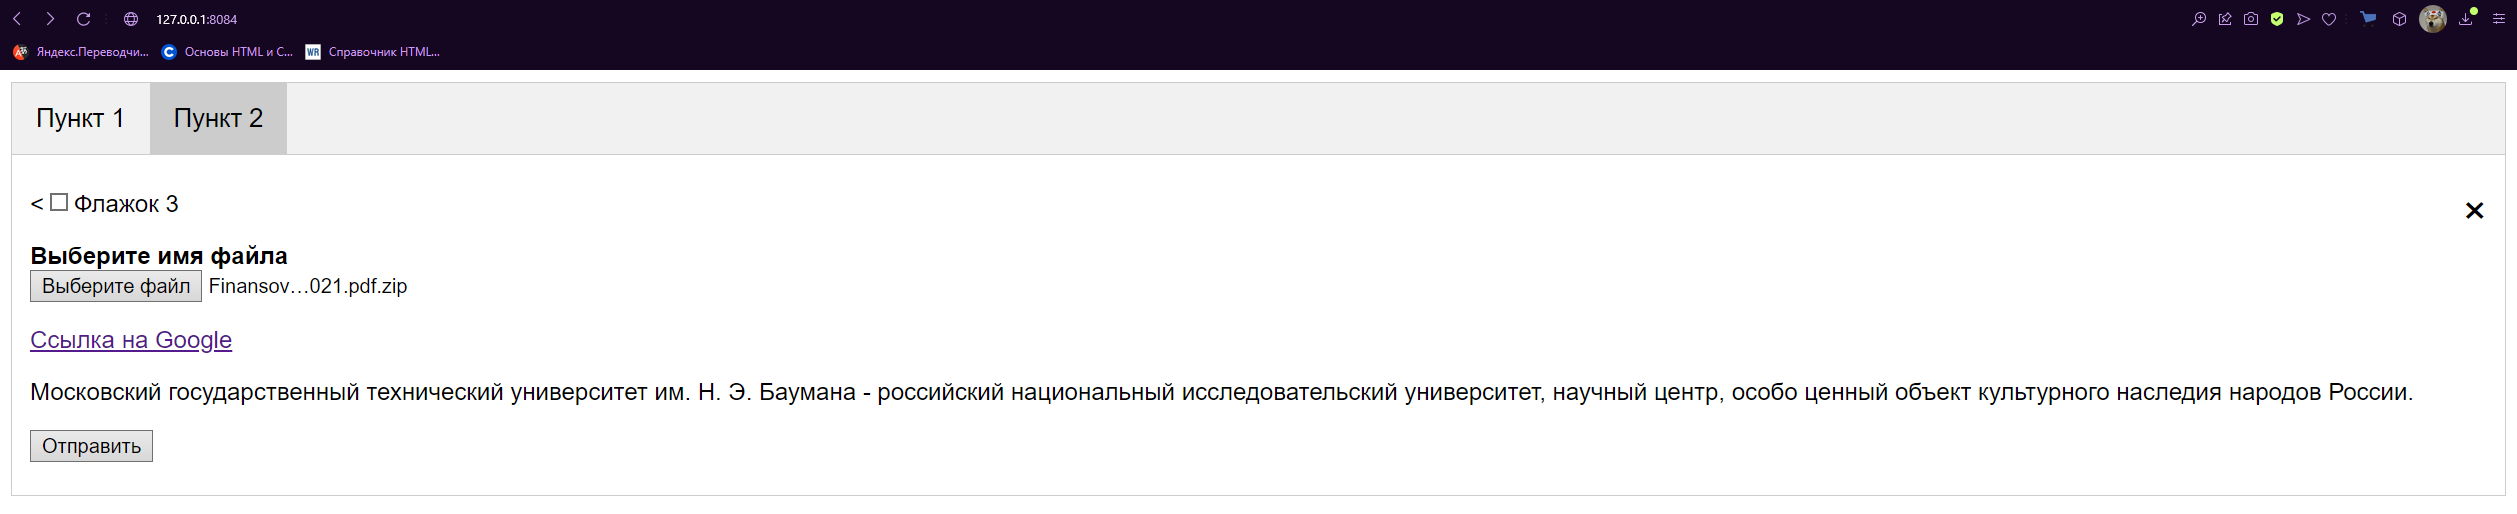 127.0.0.1:8084
Яндекс.Переводчи... Основы HTML и С... WR Справочник HTML...
Пункт 1 Пункт 2
< Флажок 3 ×
Выберите имя файла
Выберите файл Finansov…021.pdf.zip
Ссылка на Google
Московский государственный технический университет им. Н. Э. Баумана - российский национальный исследовательский университет, научный центр, особо ценный объект культурного наследия народов России.
Отправить